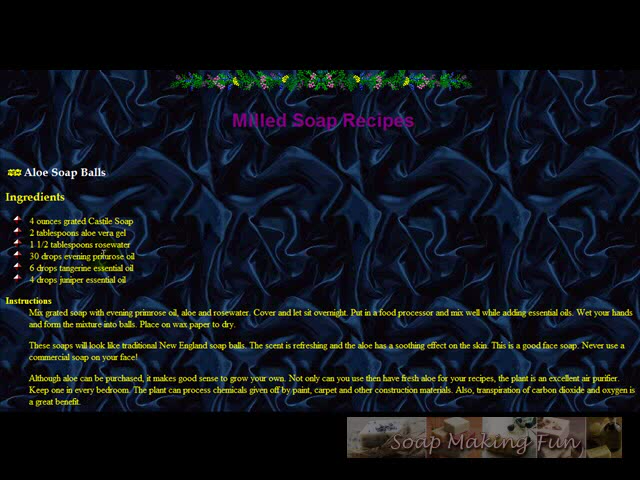 Milled Soap Recipes
Aloe Soap Balls
Ingredients
4 ounces grated Castile Soap
2 tablespoons aloe vera gel
1 1/2 tablespoons rosewater
30 drops evening primrose oil
6 drops tangerine essential oil
4 drops juniper essential oil
Instructions
Mix grated soap with evening primrose oil, aloe and rosewater. Cover and let sit overnight. Put in a food processor and mix well while adding essential oils. Wet your hands
and form the mixture into balls. Place on wax paper to dry.
These soaps will look like traditional New England soap balls. The scent is refreshing and the aloe has a soothing effect on the skin. This is a good face soap. Never use a
commercial soap on your face!
Although aloe can be purchased, it makes good sense to grow your own. Not only can you use then have fresh aloe for your recipes, the plant is an excellent air purifier.
Keep one in every bedroom. The plant can process chemicals given off by paint, carpet and other construction materials. Also, transpiration of carbon dioxide and oxygen is
a great benefit.
Soap Making Fun